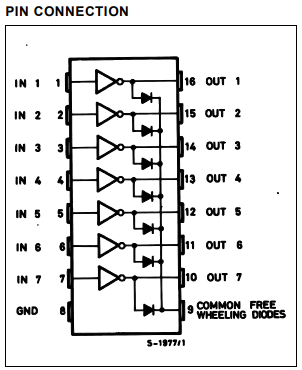 PIN CONNECTION
IN 1 1 16 OUT 1
IN 2 2 15 OUT 2
IN 3 3 14 OUT 3
IN 4 4 13 OUT 4
IN 5 5 12 OUT 5
IN 6 6 11 OUT 6
IN 7 7 10 OUT 7
GND 8 9 COMMON FREE
WHEELING DIODES
S-1977/1